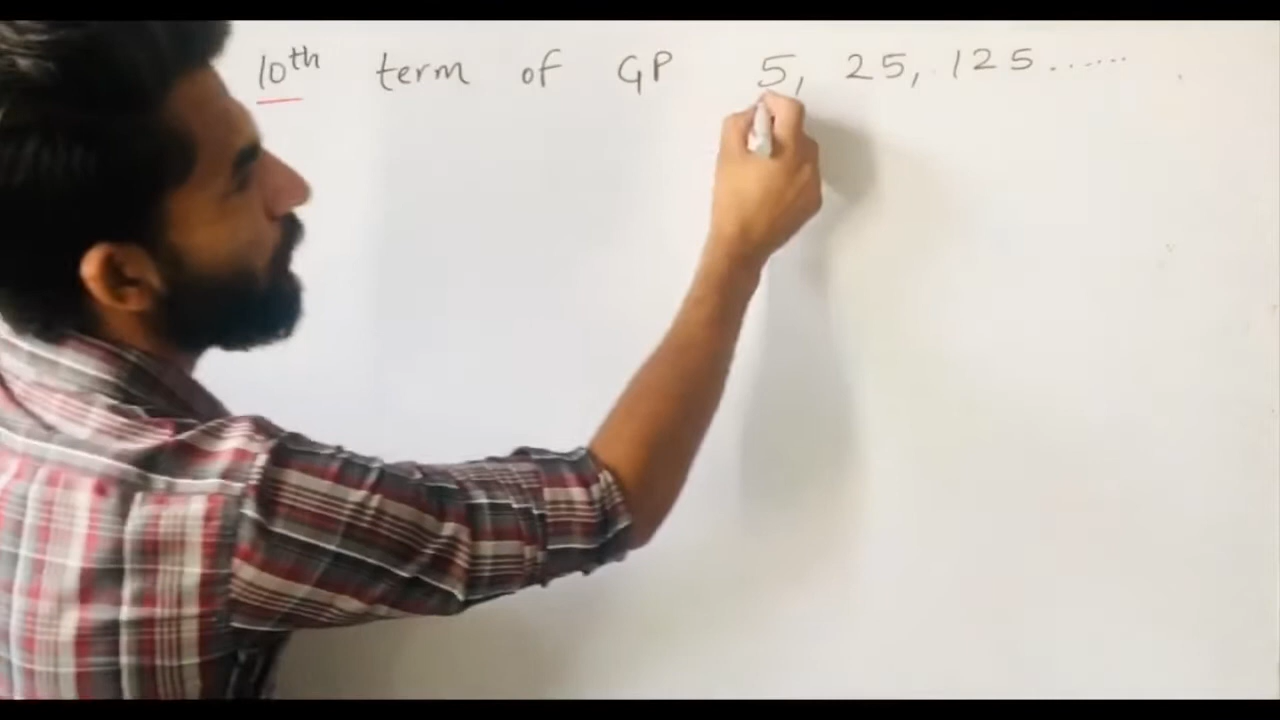 10th term of GP 5, 25, 125......